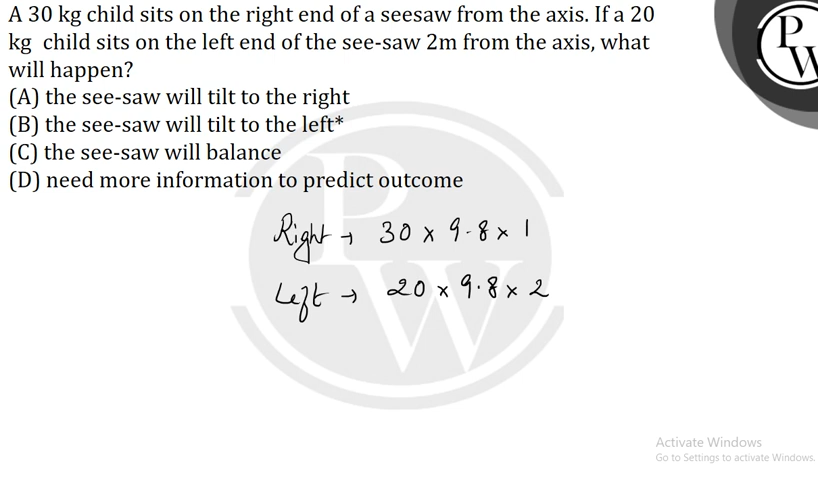 A 30 kg child sits on the right end of a seesaw from the axis. If a 20
kg child sits on the left end of the see-saw 2m from the axis, what
will happen?
(A) the see-saw will tilt to the right
(B) the see-saw will tilt to the left*
(C) the see-saw will balance
(D) need more information to predict outcome
Right → 30 × 9.8 × 1
Left → 20 × 9.8 × 2
P
W
P
W
Activate Windows
Go to Settings to activate Windows.